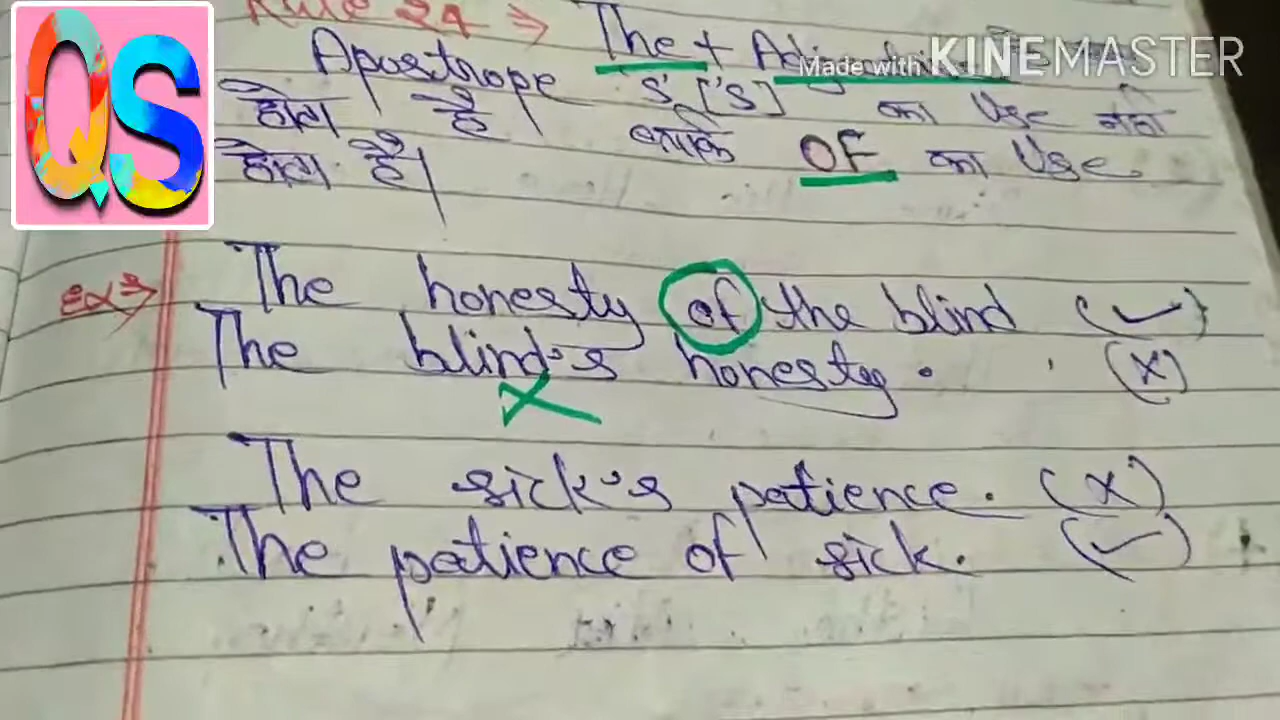 QS
Rule 24 ⇒ The + Adj
Made with KINEMASTER
Apostrope s' ['s] का Use नही
होता है बल्कि OF का Use
होता है।
ex⇒ The honesty of the blind (✓)
The blind's honesty. (X)
The sick's patience. (X)
The patience of sick. (✓)